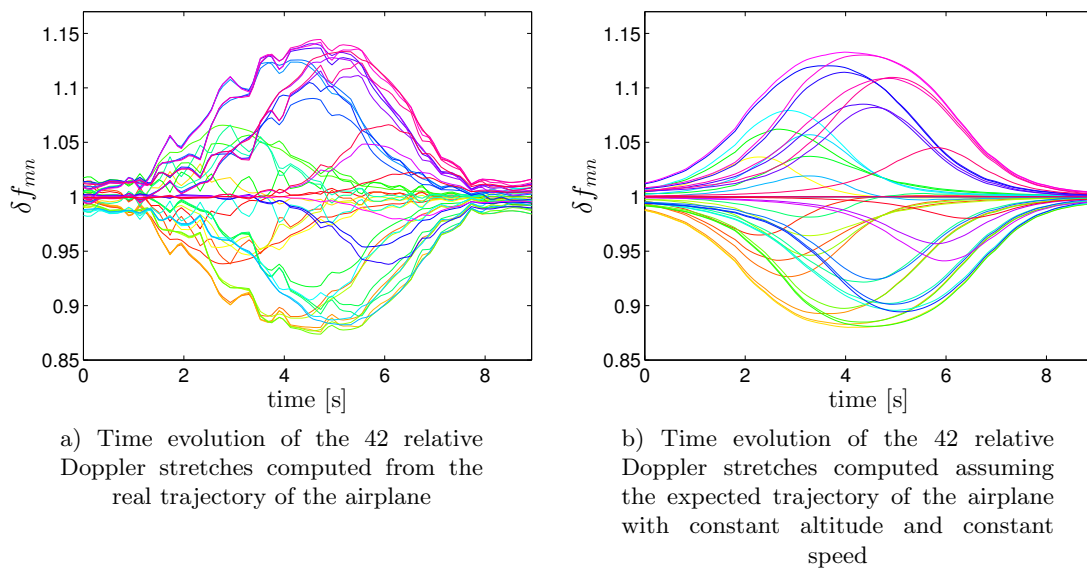 1.15
1.1
1.05
1
0.95
0.9
0.85
δf_{mn}
0 2 4 6 8
time [s]
a) Time evolution of the 42 relative
Doppler stretches computed from the
real trajectory of the airplane
1.15
1.1
1.05
1
0.95
0.9
0.85
δf_{mn}
0 2 4 6 8
time [s]
b) Time evolution of the 42 relative
Doppler stretches computed assuming
the expected trajectory of the airplane
with constant altitude and constant
speed